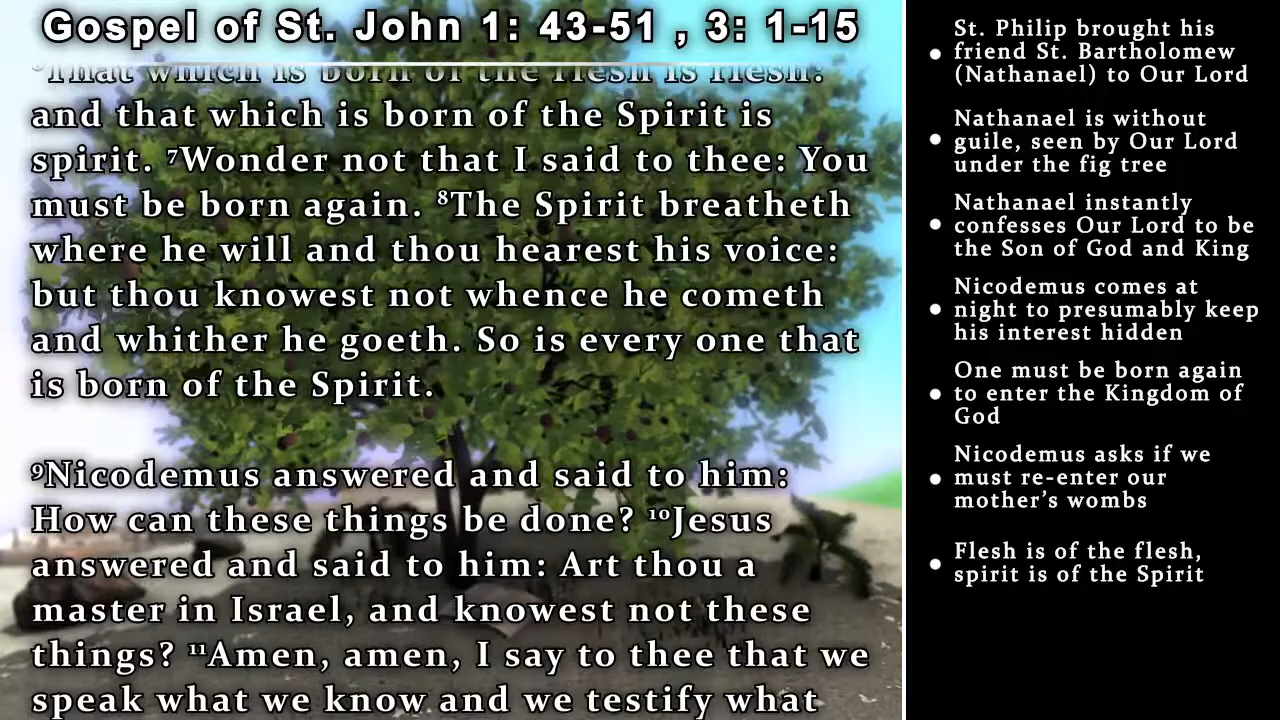 Gospel of St. John 1: 43-51 , 3: 1-15
⁶That which is born of the flesh is flesh:
and that which is born of the Spirit is
spirit. ⁷Wonder not that I said to thee: You
must be born again. ⁸The Spirit breatheth
where he will and thou hearest his voice:
but thou knowest not whence he cometh
and whither he goeth. So is every one that
is born of the Spirit.
⁹Nicodemus answered and said to him:
How can these things be done? ¹⁰Jesus
answered and said to him: Art thou a
master in Israel, and knowest not these
things? ¹¹Amen, amen, I say to thee that we
speak what we know and we testify what
• St. Philip brought his
friend St. Bartholomew
(Nathanael) to Our Lord
• Nathanael is without
guile, seen by Our Lord
under the fig tree
• Nathanael instantly
confesses Our Lord to be
the Son of God and King
• Nicodemus comes at
night to presumably keep
his interest hidden
• One must be born again
to enter the Kingdom of
God
• Nicodemus asks if we
must re-enter our
mother’s wombs
• Flesh is of the flesh,
spirit is of the Spirit